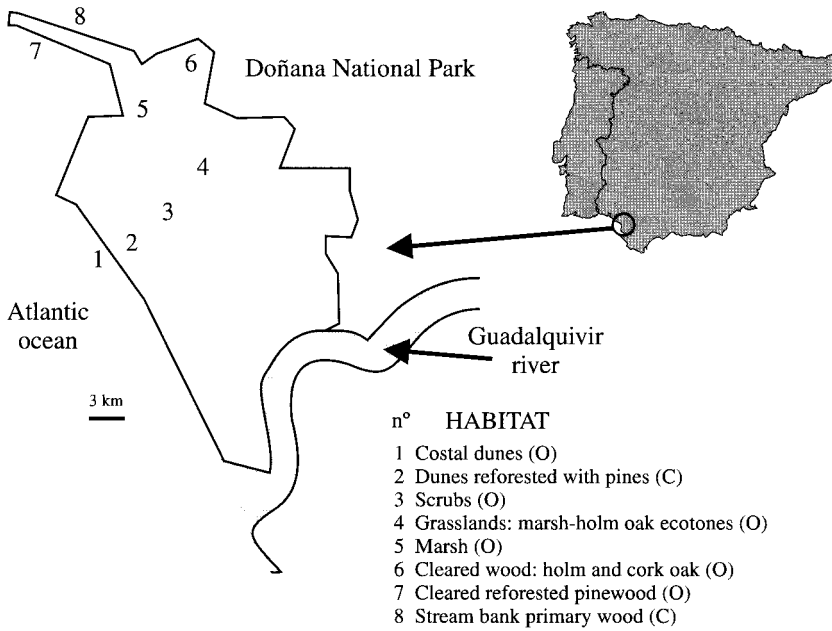 8
7
6
Doñana National Park
5
4
3
2
1
Atlantic
ocean
Guadalquivir
river
3 km
nº HABITAT
1 Costal dunes (O)
2 Dunes reforested with pines (C)
3 Scrubs (O)
4 Grasslands: marsh-holm oak ecotones (O)
5 Marsh (O)
6 Cleared wood: holm and cork oak (O)
7 Cleared reforested pinewood (O)
8 Stream bank primary wood (C)